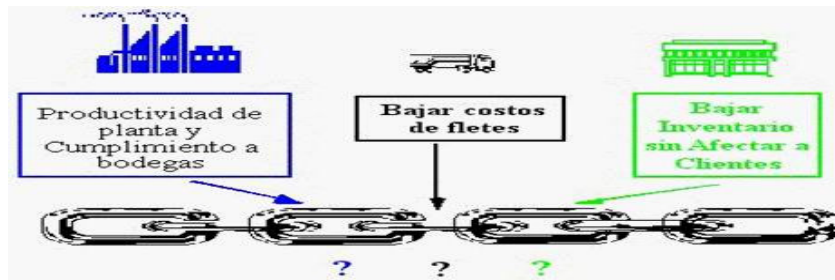 Productividad de
planta y
Cumplimiento a
bodegas
Bajar costos
de fletes
Bajar
Inventario
sin Afectar a
Clientes
? ? ?